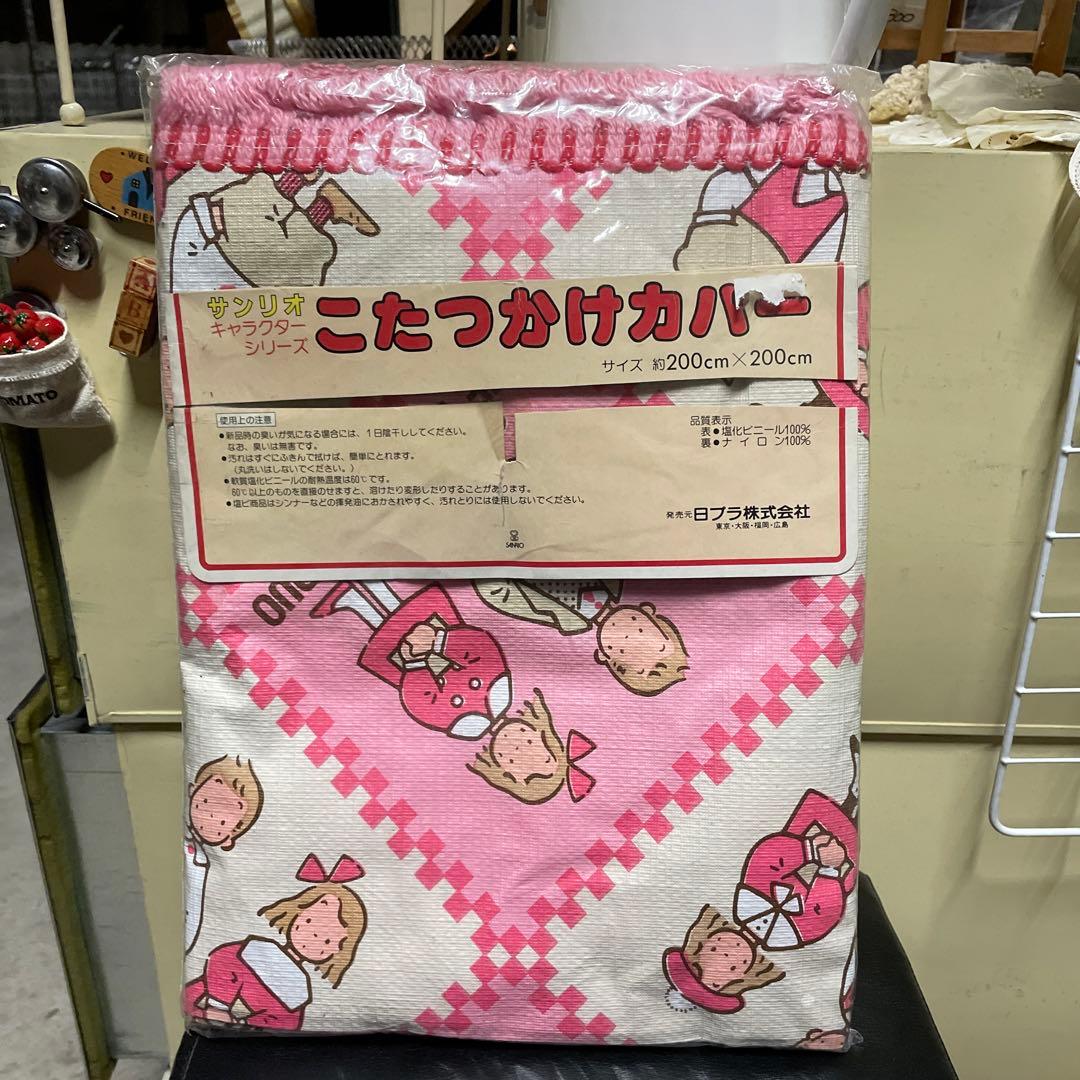 WEL
FRIEN
B
OMATO
サンリオ
キャラクター
シリーズ
こたつかけカバー
サイズ 約200cm×200cm
使用上の注意
●新品時の臭いが気になる場合には、1日陰干ししてください。
なお、臭いは無害です。
●汚れはすぐにふきんで拭けば、簡単にとれます。
(丸洗いはしないでください。)
●軟質塩化ビニールの耐熱温度は60℃です。
60℃以上のものを直接のせますと、溶けたり変形したりすることがあります。
●塩ビ商品はシンナーなどの揮発油におかされやすく、汚れとりには使用しないでください。
品質表示
表●塩化ビニール100%
裏●ナイロン100%
発売元 日プラ株式会社
東京・大阪・福岡・広島
SANRIO